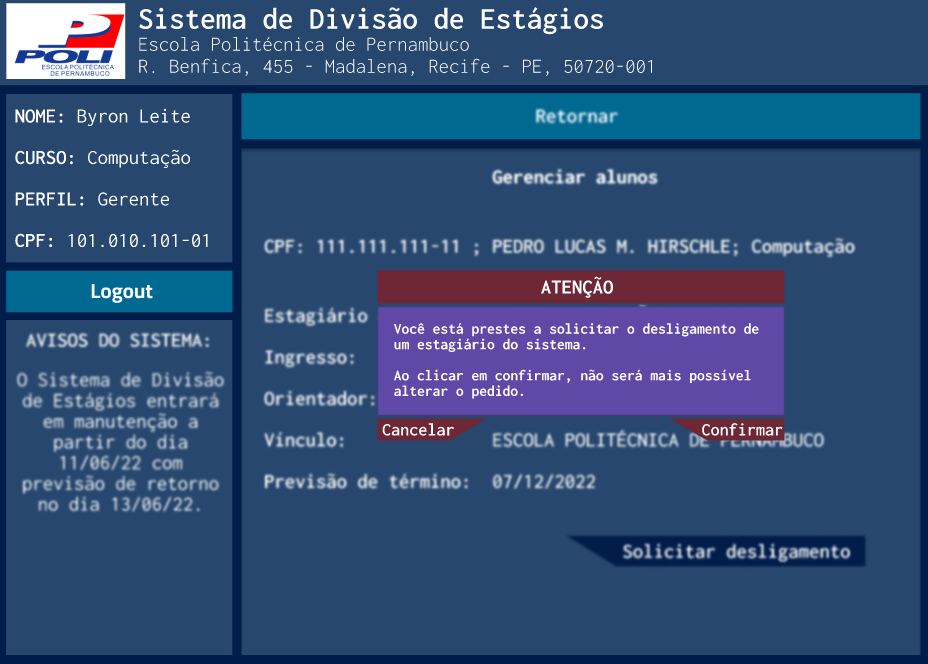 POLI
ESCOLA POLITÉCNICA
DE PERNAMBUCO
Sistema de Divisão de Estágios
Escola Politécnica de Pernambuco
R. Benfica, 455 - Madalena, Recife - PE, 50720-001
NOME: Byron Leite
CURSO: Computação
PERFIL: Gerente
CPF: 101.010.101-01
Logout
AVISOS DO SISTEMA:
O Sistema de Divisão
de Estágios entrará
em manutenção a
partir do dia
11/06/22 com
previsão de retorno
no dia 13/06/22.
Retornar
Gerenciar alunos
CPF: 111.111.111-11 ; PEDRO LUCAS M. HIRSCHLE; Computação
Estagiário
Ingresso:
Orientador:
Vínculo: ESCOLA POLITÉCNICA DE PERNAMBUCO
Previsão de término: 07/12/2022
Solicitar desligamento
ATENÇÃO
Você está prestes a solicitar o desligamento de
um estagiário do sistema.
Ao clicar em confirmar, não será mais possível
alterar o pedido.
Cancelar
Confirmar